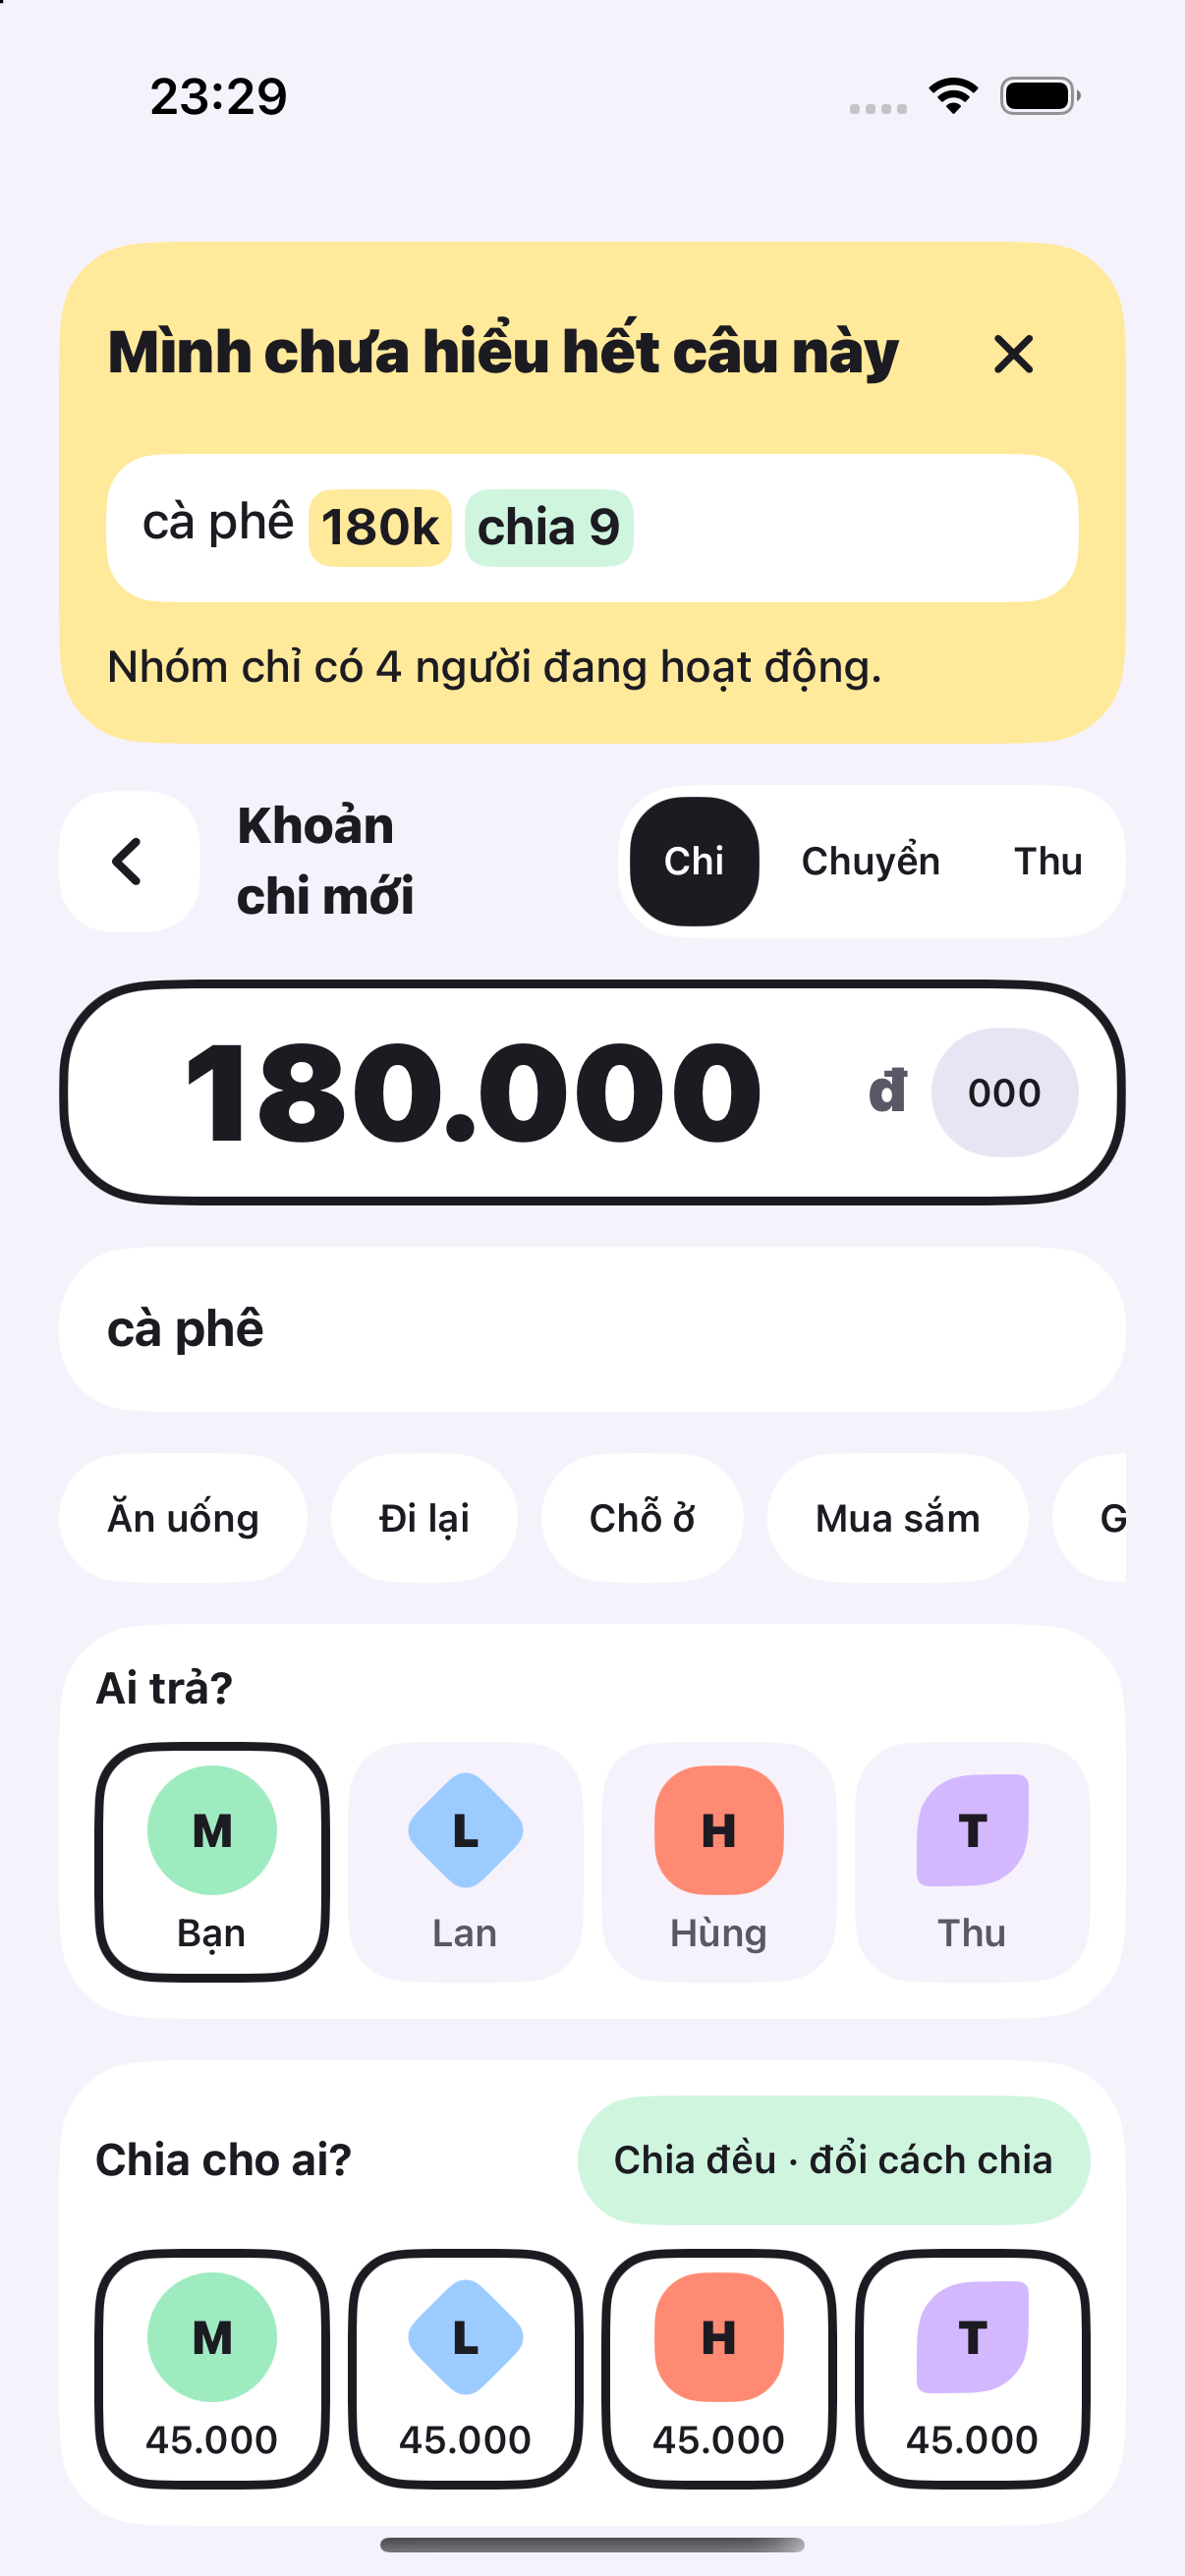 23:29
Mình chưa hiểu hết câu này
cà phê 180k chia 9
Nhóm chỉ có 4 người đang hoạt động.
Khoản
chi mới
Chi Chuyển Thu
180.000 đ 000
cà phê
Ăn uống Đi lại Chỗ ở Mua sắm G
Ai trả?
M L H T
Bạn Lan Hùng Thu
Chia cho ai? Chia đều · đổi cách chia
M L H T
45.000 45.000 45.000 45.000